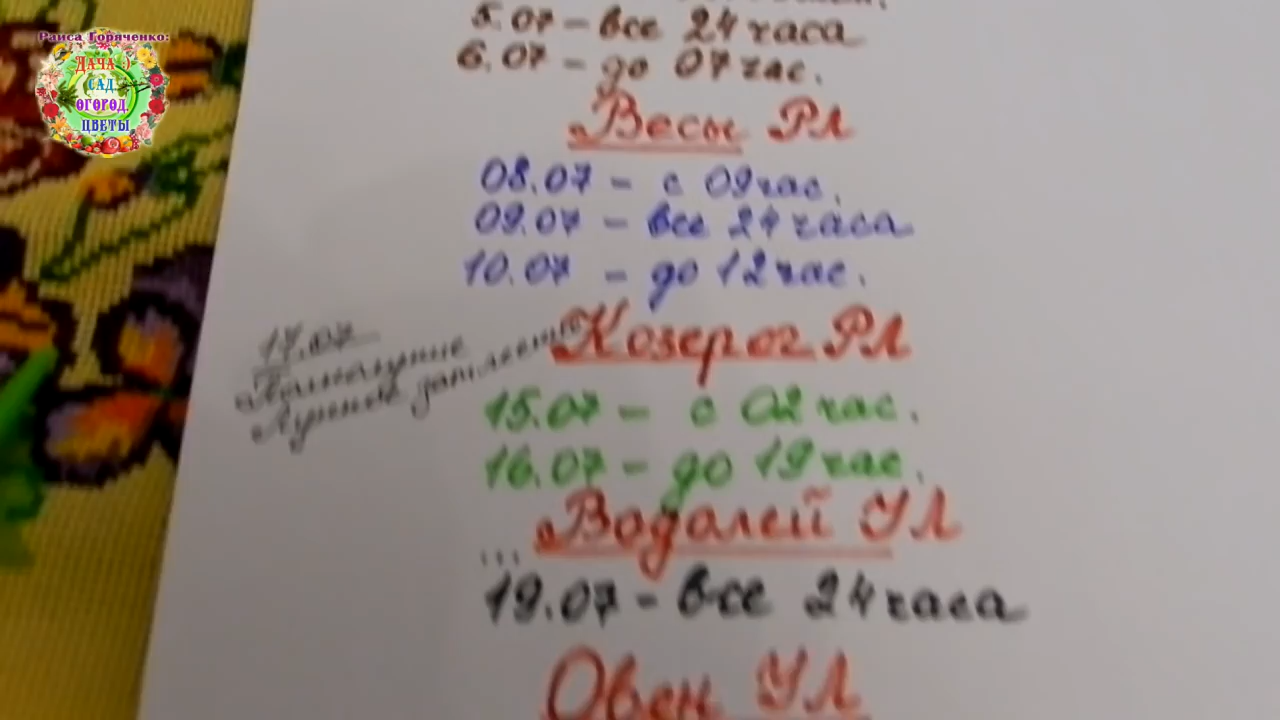 Раиса Горяченко:
Дача
сад
огород
цветы
5.07 - все 24 часа
6.07 - до 07 час.
Весы РЛ
08.07 - с 09 час.
09.07 - все 24 часа
10.07 - до 12 час.
Козерог РЛ
17.07
Полнолуние
Лунное затмение
15.07 - с 02 час.
16.07 - до 19 час.
Водолей УЛ
...
19.07 - все 24 часа
Овен УЛ